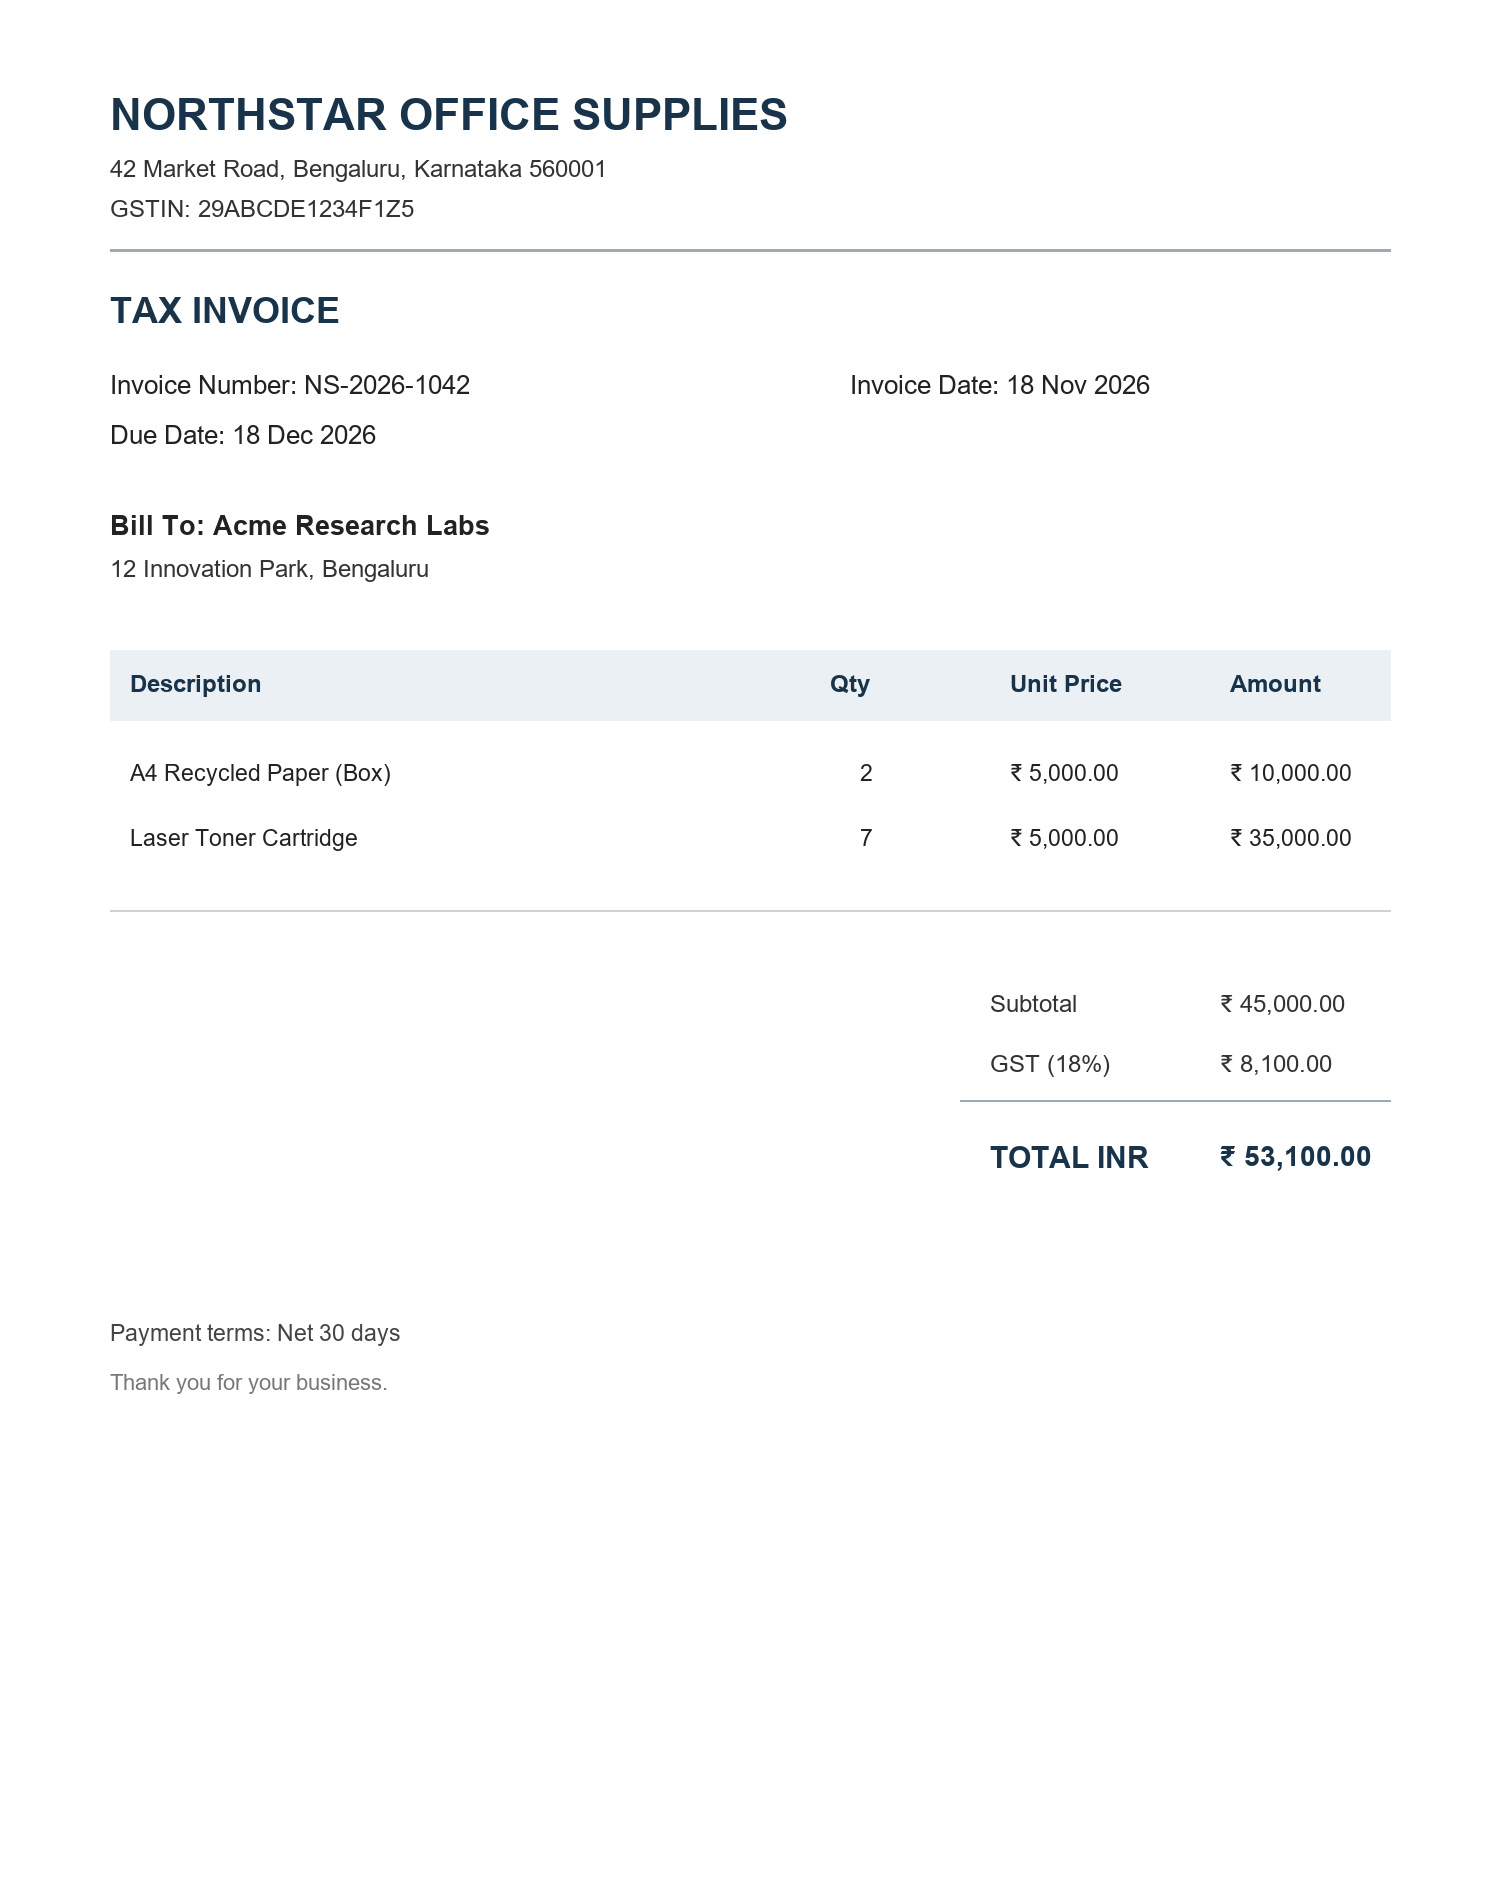 NORTHSTAR OFFICE SUPPLIES
42 Market Road, Bengaluru, Karnataka 560001
GSTIN: 29ABCDE1234F1Z5
TAX INVOICE
Invoice Number: NS-2026-1042 Invoice Date: 18 Nov 2026
Due Date: 18 Dec 2026
Bill To: Acme Research Labs
12 Innovation Park, Bengaluru
Description Qty Unit Price Amount
A4 Recycled Paper (Box) 2 ₹ 5,000.00 ₹ 10,000.00
Laser Toner Cartridge 7 ₹ 5,000.00 ₹ 35,000.00
Subtotal ₹ 45,000.00
GST (18%) ₹ 8,100.00
TOTAL INR ₹ 53,100.00
Payment terms: Net 30 days
Thank you for your business.